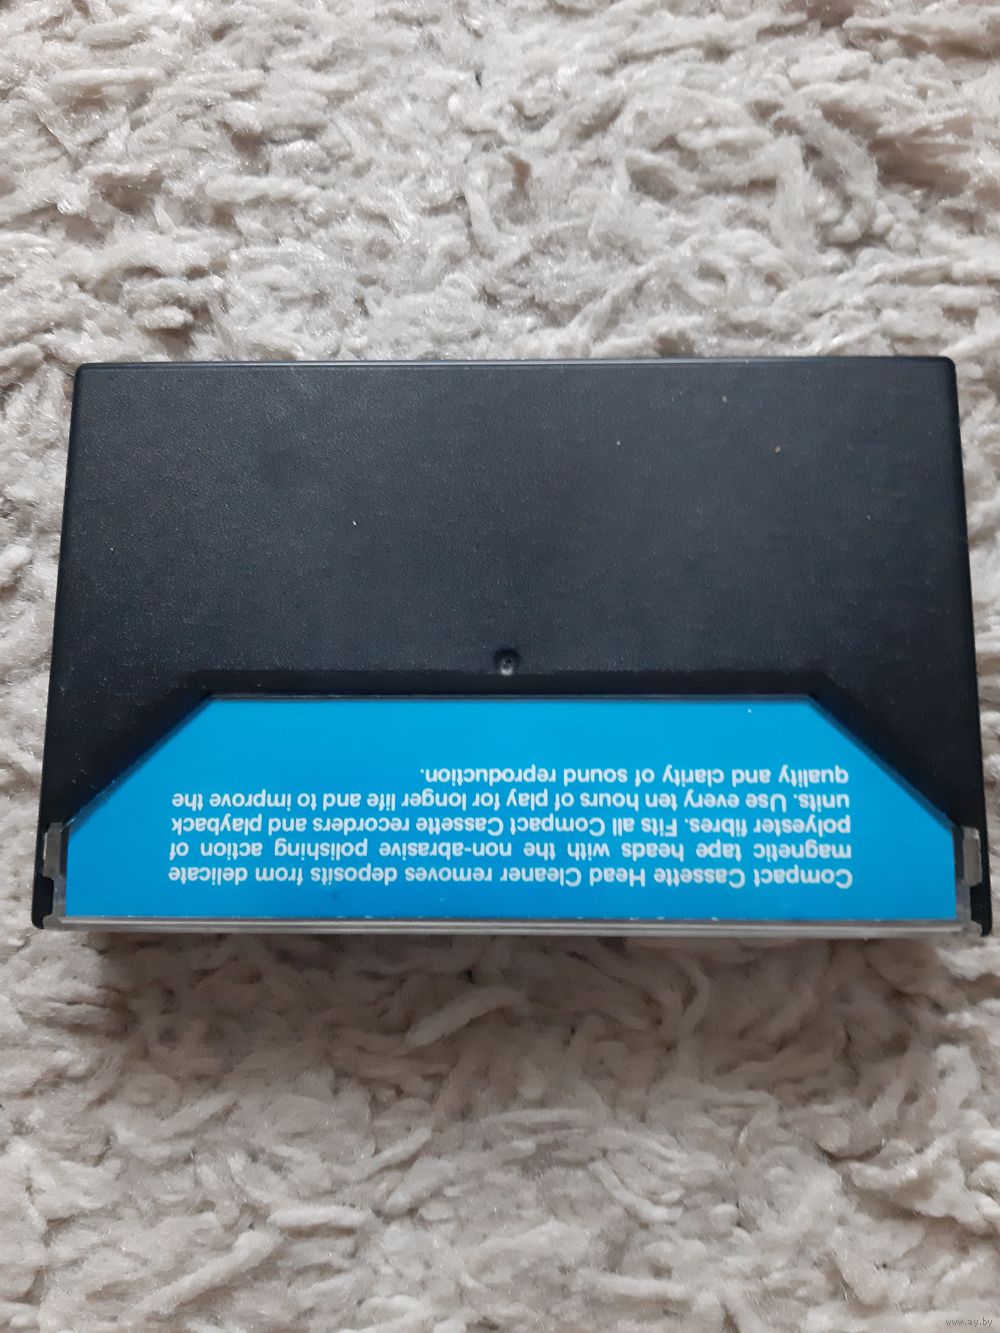 Compact Cassette Head Cleaner removes deposits from delicate
magnetic tape heads with the non-abrasive polishing action of
polyester fibres. Fits all Compact Cassette recorders and playback
units. Use every ten hours of play for longer life and to improve the
quality and clarity of sound reproduction.
www.ay.by